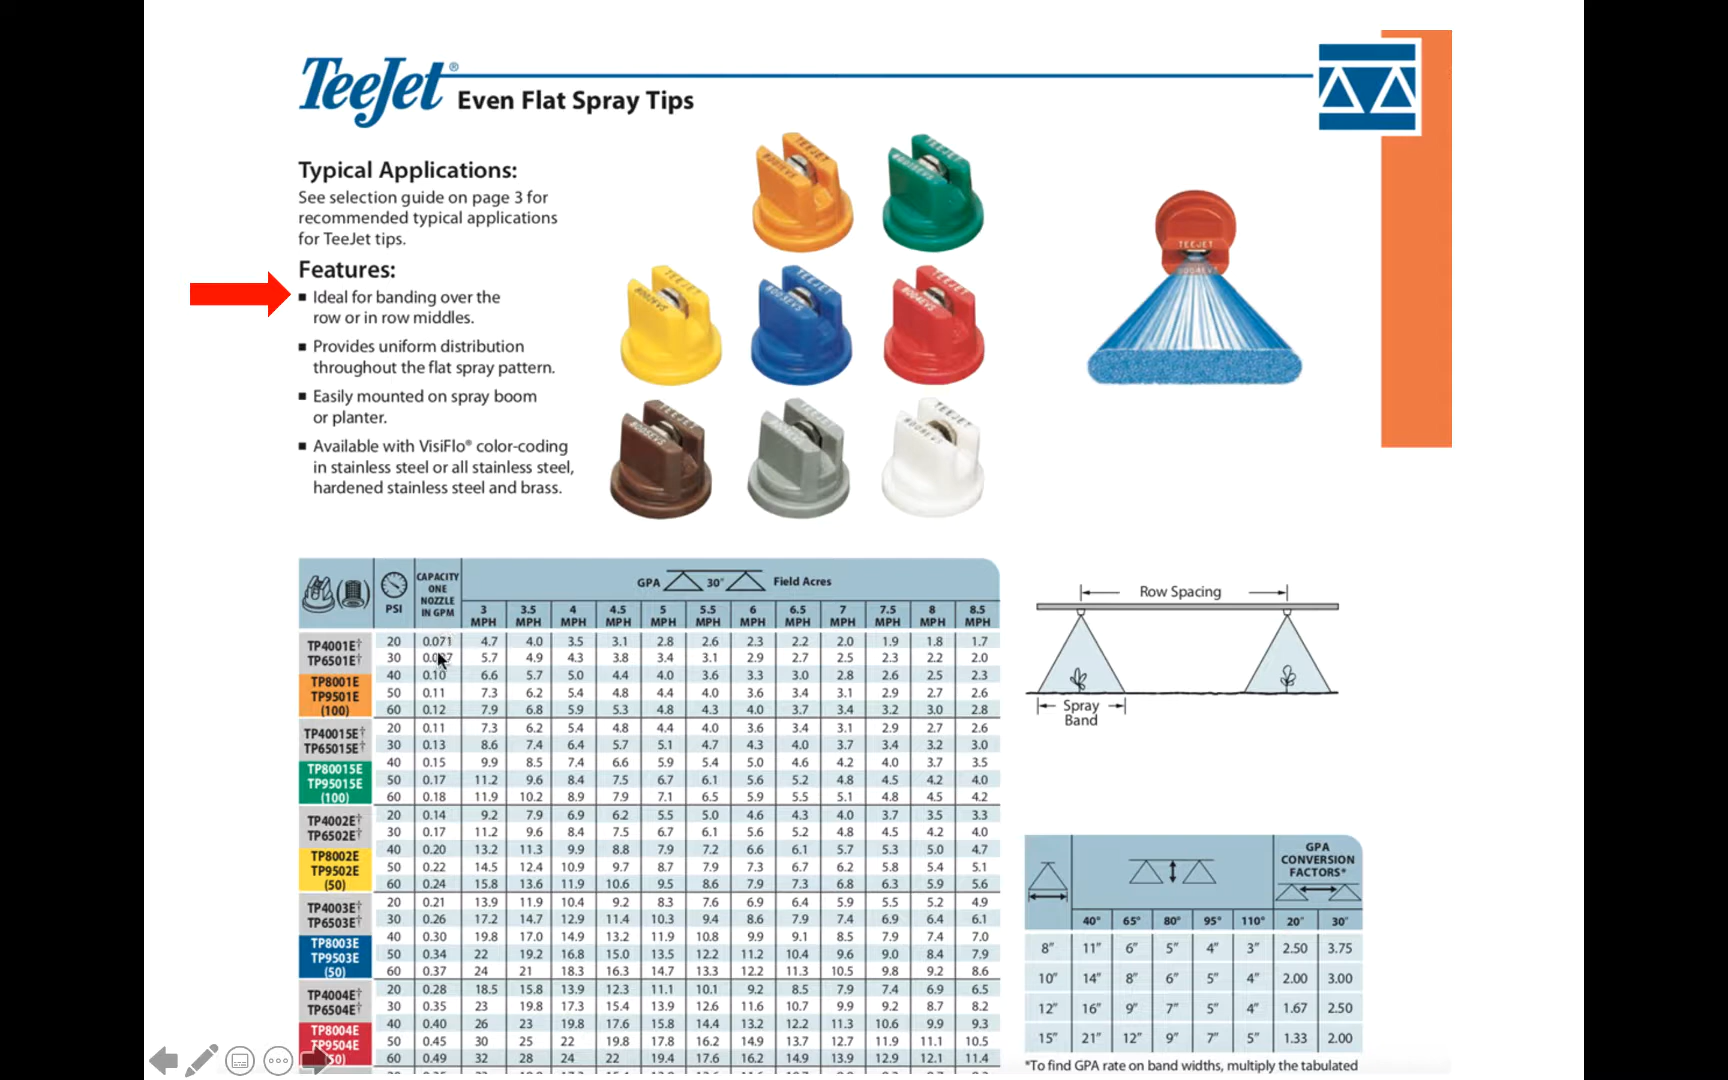 TeeJet®
Even Flat Spray Tips
Typical Applications:
See selection guide on page 3 for
recommended typical applications
for TeeJet tips.
Features:
■ Ideal for banding over the
row or in row middles.
■ Provides uniform distribution
throughout the flat spray pattern.
■ Easily mounted on spray boom
or planter.
■ Available with VisiFlo® color-coding
in stainless steel or all stainless steel,
hardened stainless steel and brass.
TEEJET
TEEJET
TEEJET
TEEJET
TEEJET
TEEJET
TEEJET
TEEJET
TEEJET
PSI
CAPACITY
ONE
NOZZLE
IN GPM
GPA 30" Field Acres
3 MPH 3.5 MPH 4 MPH 4.5 MPH 5 MPH 5.5 MPH 6 MPH 6.5 MPH 7 MPH 7.5 MPH 8 MPH 8.5 MPH
TP4001E†
TP6501E†
TP8001E
TP9501E
(100)
20 0.071 4.7 4.0 3.5 3.1 2.8 2.6 2.3 2.2 2.0 1.9 1.8 1.7
30 5.7 4.9 4.3 3.8 3.4 3.1 2.9 2.7 2.5 2.3 2.2 2.0
40 0.10 6.6 5.7 5.0 4.4 4.0 3.6 3.3 3.0 2.8 2.6 2.5 2.3
50 0.11 7.3 6.2 5.4 4.8 4.4 4.0 3.6 3.4 3.1 2.9 2.7 2.6
60 0.12 7.9 6.8 5.9 5.3 4.8 4.3 4.0 3.7 3.4 3.2 3.0 2.8
TP40015E†
TP65015E†
TP80015E
TP95015E
(100)
20 0.11 7.3 6.2 5.4 4.8 4.4 4.0 3.6 3.4 3.1 2.9 2.7 2.6
30 0.13 8.6 7.4 6.4 5.7 5.1 4.7 4.3 4.0 3.7 3.4 3.2 3.0
40 0.15 9.9 8.5 7.4 6.6 5.9 5.4 5.0 4.6 4.2 4.0 3.7 3.5
50 0.17 11.2 9.6 8.4 7.5 6.7 6.1 5.6 5.2 4.8 4.5 4.2 4.0
60 0.18 11.9 10.2 8.9 7.9 7.1 6.5 5.9 5.5 5.1 4.8 4.5 4.2
TP4002E†
TP6502E†
TP8002E
TP9502E
(50)
20 0.14 9.2 7.9 6.9 6.2 5.5 5.0 4.6 4.3 4.0 3.7 3.5 3.3
30 0.17 11.2 9.6 8.4 7.5 6.7 6.1 5.6 5.2 4.8 4.5 4.2 4.0
40 0.20 13.2 11.3 9.9 8.8 7.9 7.2 6.6 6.1 5.7 5.3 5.0 4.7
50 0.22 14.5 12.4 10.9 9.7 8.7 7.9 7.3 6.7 6.2 5.8 5.4 5.1
60 0.24 15.8 13.6 11.9 10.6 9.5 8.6 7.9 7.3 6.8 6.3 5.9 5.6
TP4003E†
TP6503E†
TP8003E
TP9503E
(50)
20 0.21 13.9 11.9 10.4 9.2 8.3 7.6 6.9 6.4 5.9 5.5 5.2 4.9
30 0.26 17.2 14.7 12.9 11.4 10.3 9.4 8.6 7.9 7.4 6.9 6.4 6.1
40 0.30 19.8 17.0 14.9 13.2 11.9 10.8 9.9 9.1 8.5 7.9 7.4 7.0
50 0.34 22 19.2 16.8 15.0 13.5 12.2 11.2 10.4 9.6 9.0 8.4 7.9
60 0.37 24 21 18.3 16.3 14.7 13.3 12.2 11.3 10.5 9.8 9.2 8.6
TP4004E†
TP6504E†
TP8004E
TP9504E
20 0.28 18.5 15.8 13.9 12.3 11.1 10.1 9.2 8.5 7.9 7.4 6.9 6.5
30 0.35 23 19.8 17.3 15.4 13.9 12.6 11.6 10.7 9.9 9.2 8.7 8.2
40 0.40 26 23 19.8 17.6 15.8 14.4 13.2 12.2 11.3 10.6 9.9 9.3
50 0.45 30 25 22 19.8 17.8 16.2 14.9 13.7 12.7 11.9 11.1 10.5
60 0.49 32 28 24 22 19.4 17.6 16.2 14.9 13.9 12.9 12.1 11.4
Row Spacing
Spray
Band
GPA
CONVERSION
FACTORS*
40° 65° 80° 95° 110° 20" 30"
8" 11" 6" 5" 4" 3" 2.50 3.75
10" 14" 8" 6" 5" 4" 2.00 3.00
12" 16" 9" 7" 5" 4" 1.67 2.50
15" 21" 12" 9" 7" 5" 1.33 2.00
*To find GPA rate on band widths, multiply the tabulated